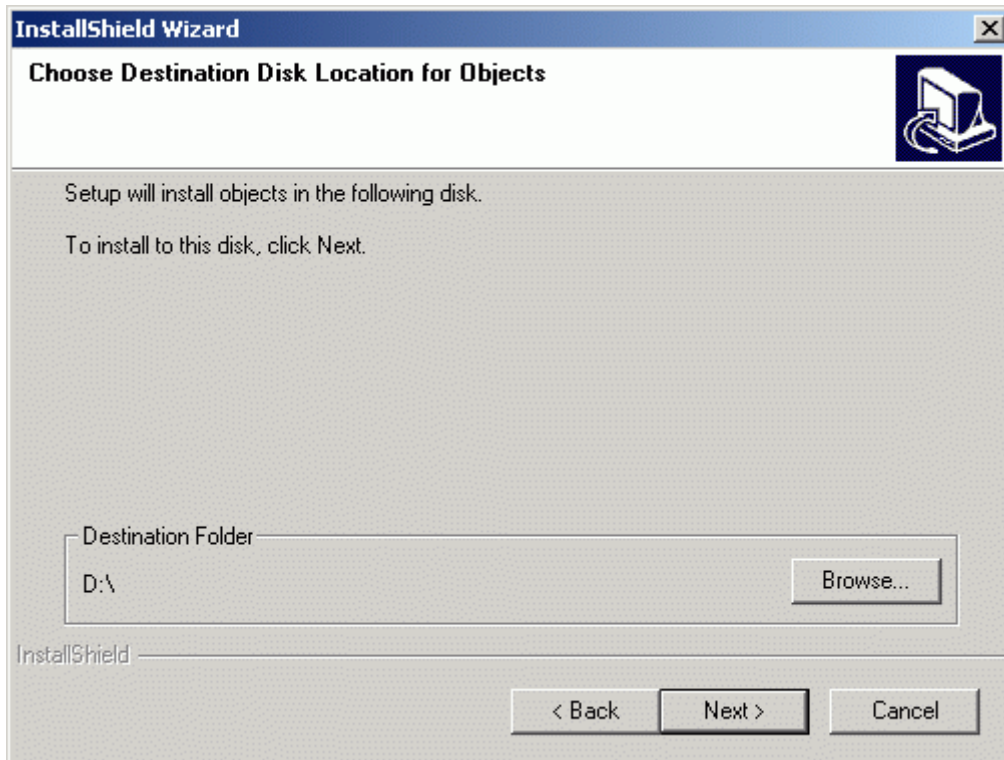 InstallShield Wizard
Choose Destination Disk Location for Objects
Setup will install objects in the following disk.
To install to this disk, click Next.
Destination Folder
D:\
Browse...
InstallShield
< Back
Next >
Cancel